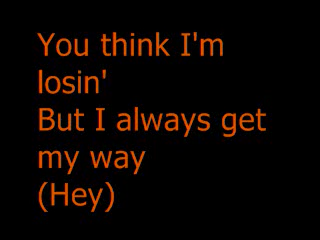 You think I'm
losin'
But I always get
my way
(Hey)